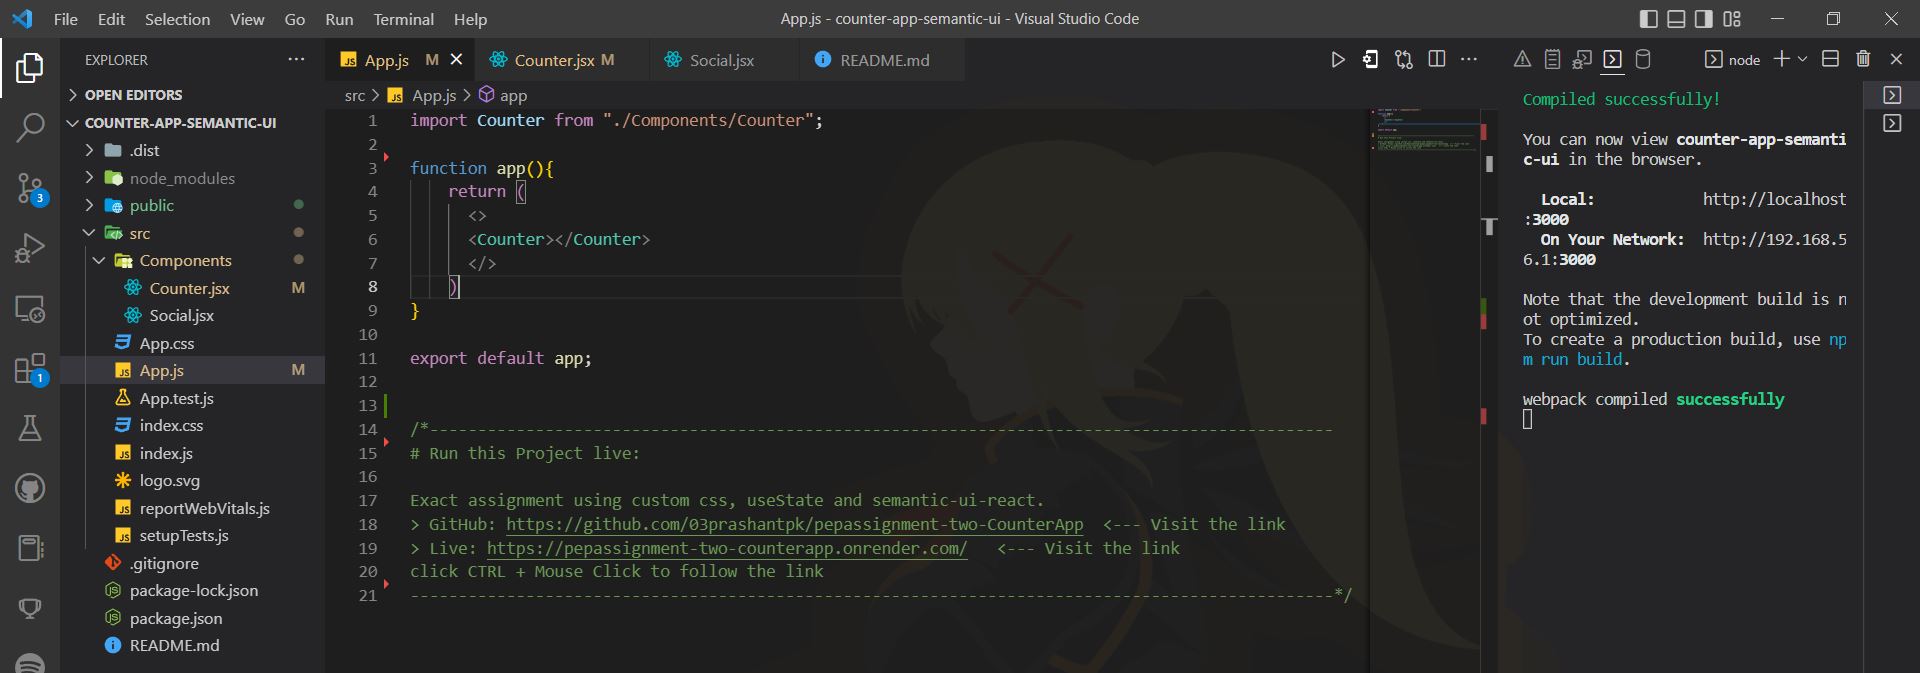 File Edit Selection View Go Run Terminal Help
App.js - counter-app-semantic-ui - Visual Studio Code
EXPLORER
OPEN EDITORS
COUNTER-APP-SEMANTIC-UI
.dist
node_modules
public
src
Components
Counter.jsx M
Social.jsx
App.css
App.js M
App.test.js
index.css
index.js
logo.svg
reportWebVitals.js
setupTests.js
.gitignore
package-lock.json
package.json
README.md
3
1
App.js M Counter.jsx M Social.jsx README.md
src > App.js > app
1 import Counter from "./Components/Counter";
2
3 function app(){
4 return (
5 <>
6 <Counter></Counter>
7 </>
8 )
9 }
10
11 export default app;
12
13
14 /*----------------------------------------------------------------------------------------------
15 # Run this Project live:
16
17 Exact assignment using custom css, useState and semantic-ui-react.
18 > GitHub: https://github.com/03prashantpk/pepassignment-two-CounterApp <--- Visit the link
19 > Live: https://pepassignment-two-counterapp.onrender.com/ <--- Visit the link
20 click CTRL + Mouse Click to follow the link
21 ------------------------------------------------------------------------------------------------*/
node
Compiled successfully!
You can now view counter-app-semanti
c-ui in the browser.
Local: http://localhost
:3000
On Your Network: http://192.168.5
6.1:3000
Note that the development build is n
ot optimized.
To create a production build, use np
m run build.
webpack compiled successfully